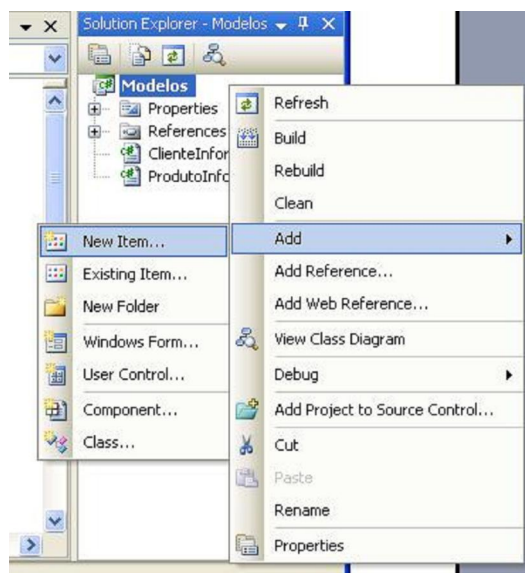 Solution Explorer - Modelos
Modelos
Properties
References
ClienteInfor
ProdutoInfo
Refresh
Build
Rebuild
Clean
Add
Add Reference...
Add Web Reference...
View Class Diagram
Debug
Add Project to Source Control...
Cut
Paste
Rename
Properties
New Item...
Existing Item...
New Folder
Windows Form...
User Control...
Component...
Class...